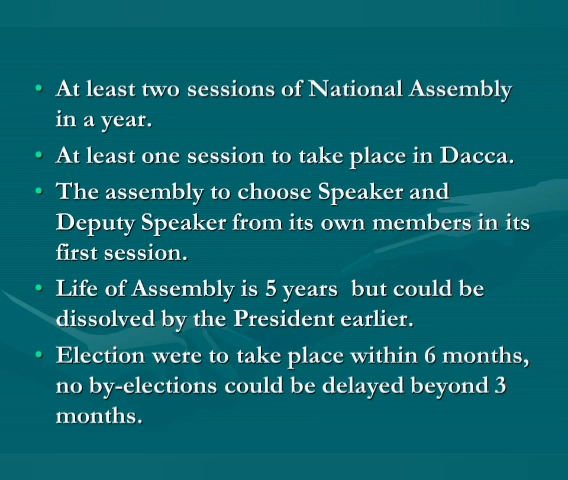 • At least two sessions of National Assembly
in a year.
• At least one session to take place in Dacca.
• The assembly to choose Speaker and
Deputy Speaker from its own members in its
first session.
• Life of Assembly is 5 years  but could be
dissolved by the President earlier.
• Election were to take place within 6 months,
no by-elections could be delayed beyond 3
months.